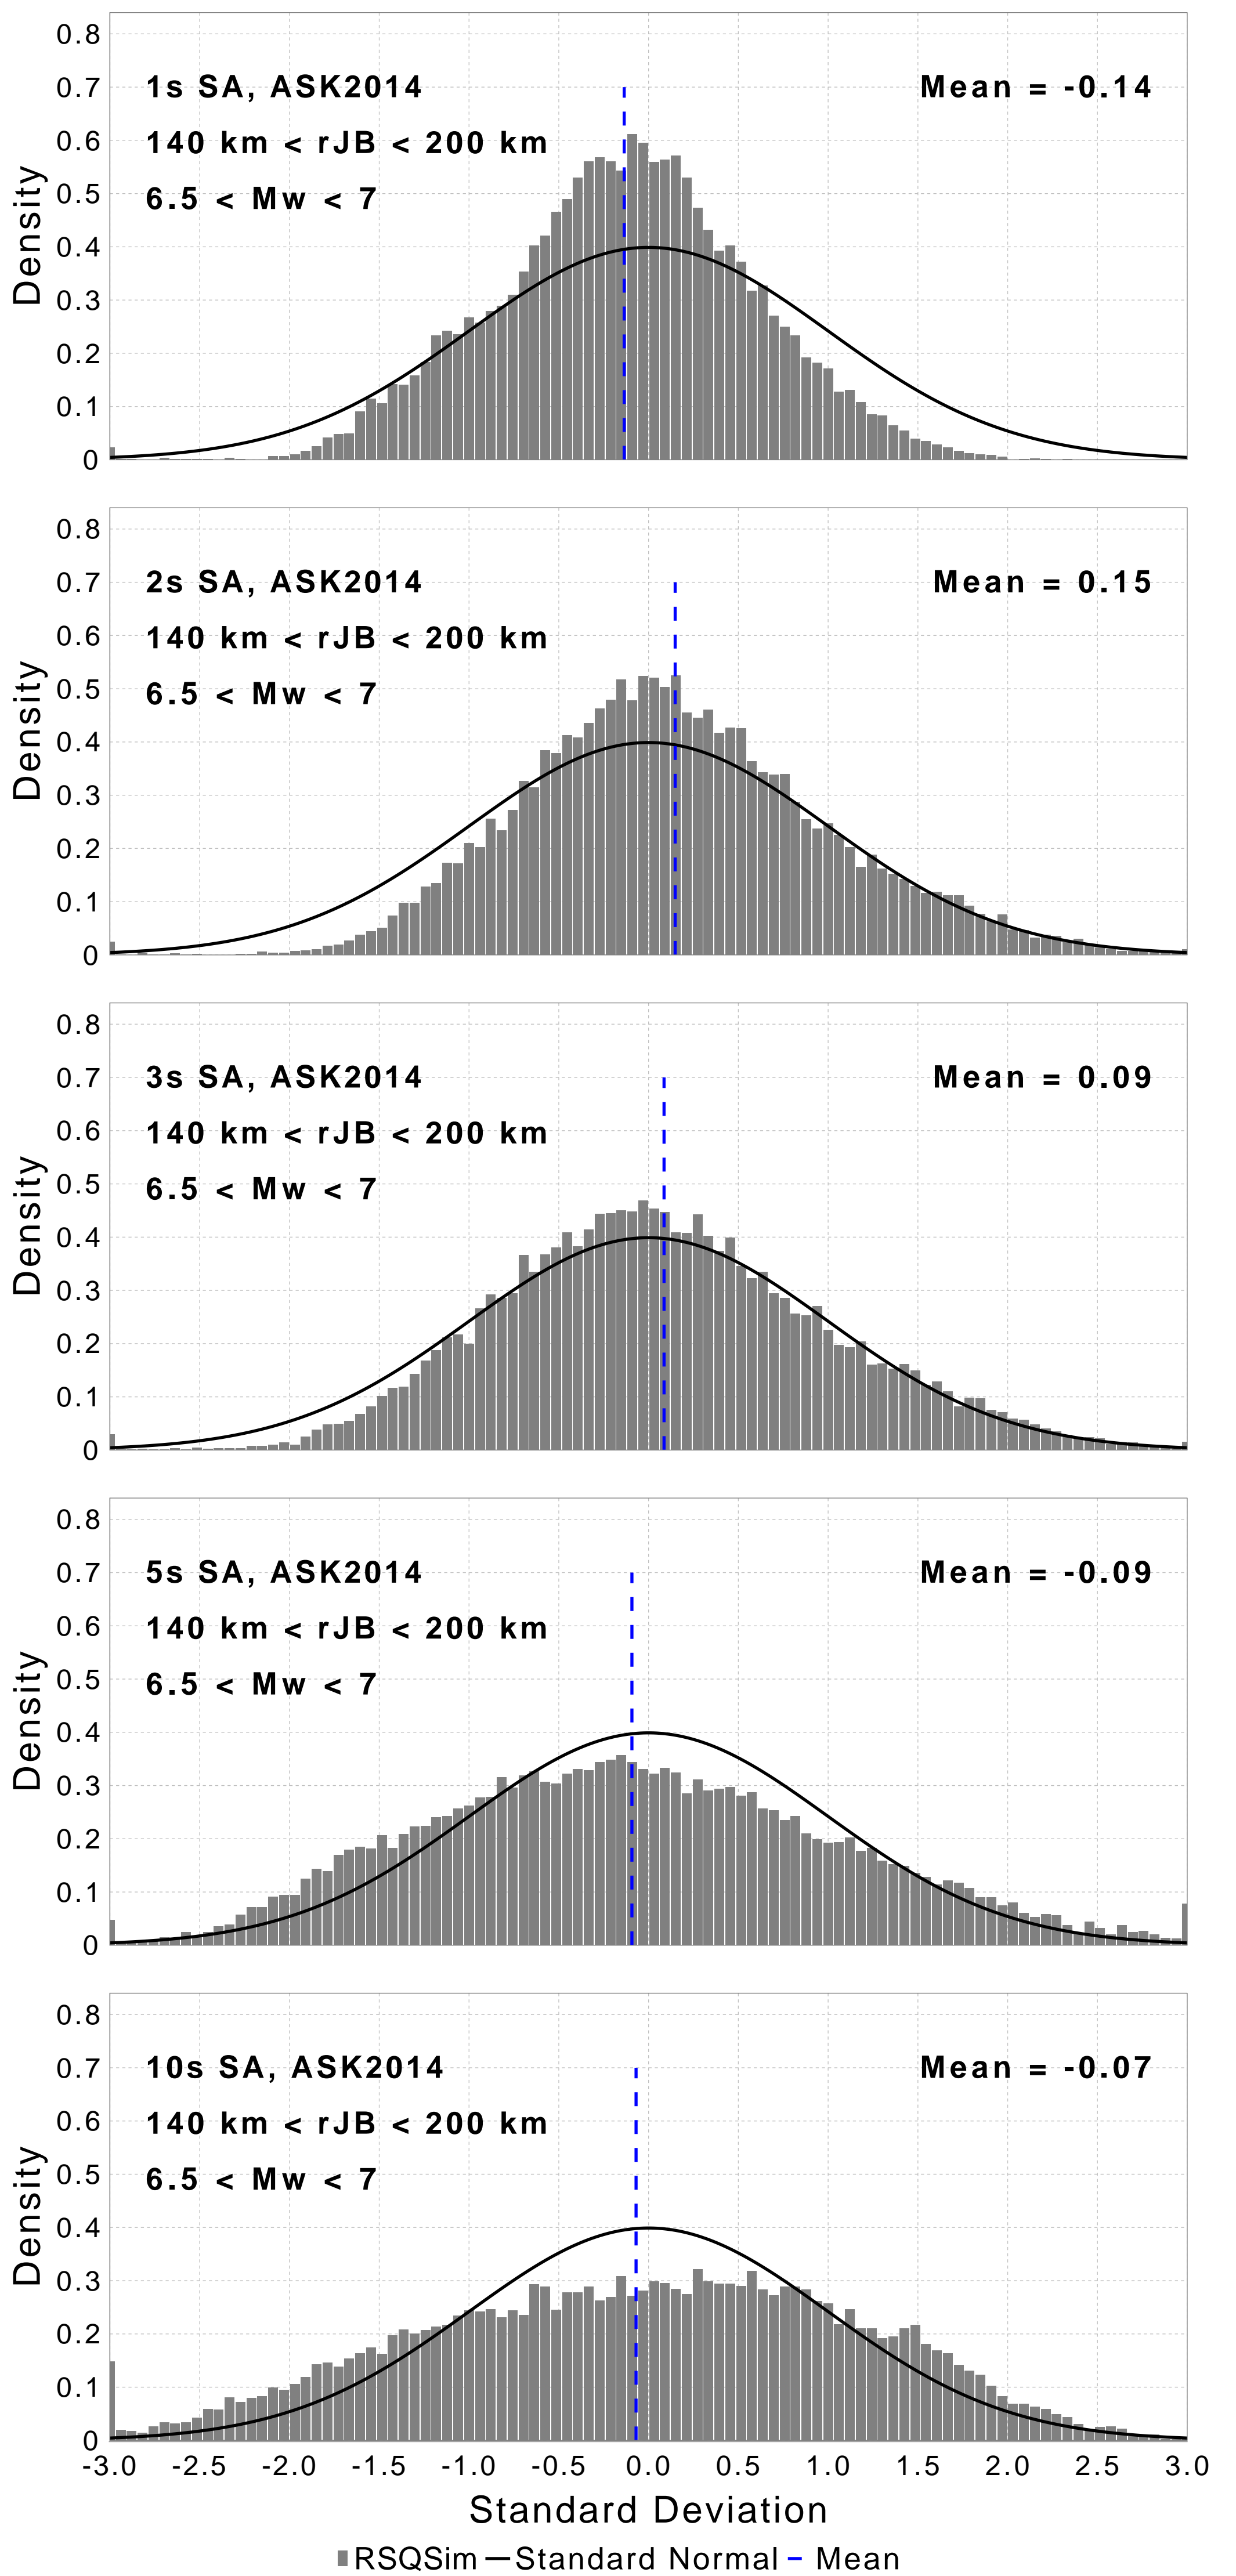 0.8
0.7
0.6
0.5
0.4
0.3
0.2
0.1
0
Density
1s SA, ASK2014
140 km < rJB < 200 km
6.5 < Mw < 7
Mean = -0.14
0.8
0.7
0.6
0.5
0.4
0.3
0.2
0.1
0
Density
2s SA, ASK2014
140 km < rJB < 200 km
6.5 < Mw < 7
Mean = 0.15
0.8
0.7
0.6
0.5
0.4
0.3
0.2
0.1
0
Density
3s SA, ASK2014
140 km < rJB < 200 km
6.5 < Mw < 7
Mean = 0.09
0.8
0.7
0.6
0.5
0.4
0.3
0.2
0.1
0
Density
5s SA, ASK2014
140 km < rJB < 200 km
6.5 < Mw < 7
Mean = -0.09
0.8
0.7
0.6
0.5
0.4
0.3
0.2
0.1
0
Density
10s SA, ASK2014
140 km < rJB < 200 km
6.5 < Mw < 7
Mean = -0.07
-3.0 -2.5 -2.0 -1.5 -1.0 -0.5 0.0 0.5 1.0 1.5 2.0 2.5 3.0
Standard Deviation
RSQSim Standard Normal Mean